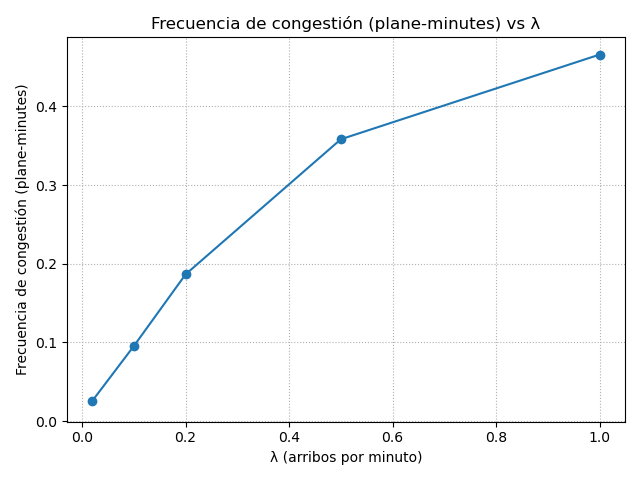 Frecuencia de congestión (plane-minutes) vs λ
Frecuencia de congestión (plane-minutes)
0.4
0.3
0.2
0.1
0.0
0.0 0.2 0.4 0.6 0.8 1.0
λ (arribos por minuto)